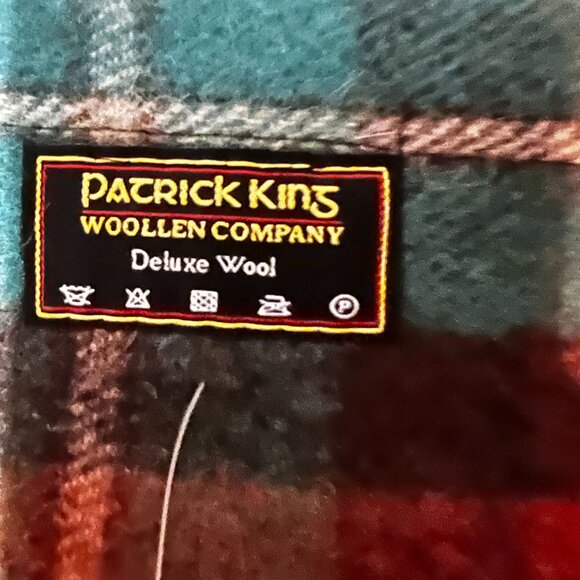 PATRICK KING
WOOLLEN COMPANY
Deluxe Wool
P